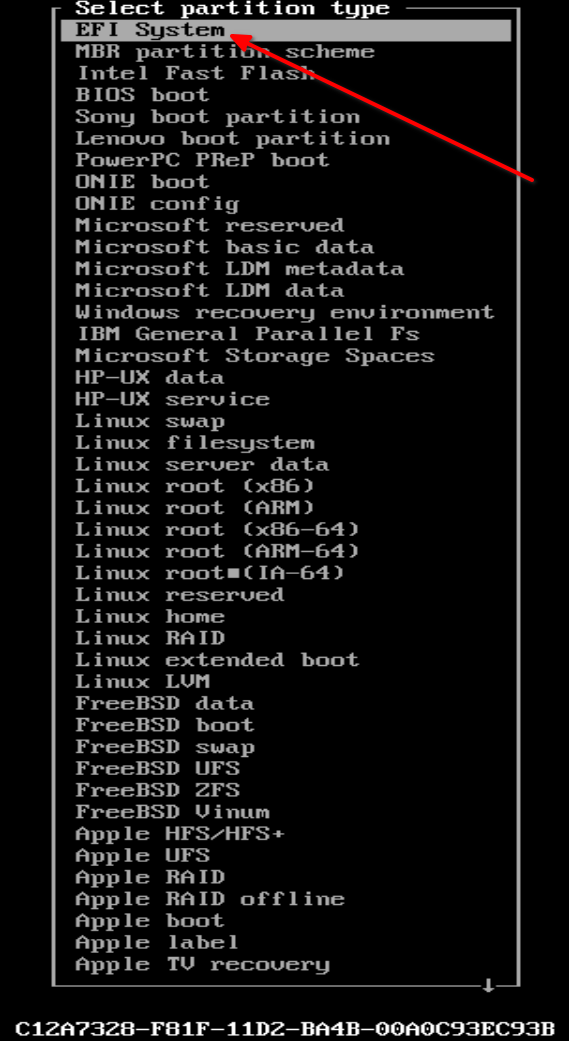 Select partition type
EFI System
MBR partition scheme
Intel Fast Flash
BIOS boot
Sony boot partition
Lenovo boot partition
PowerPC PReP boot
ONIE boot
ONIE config
Microsoft reserved
Microsoft basic data
Microsoft LDM metadata
Microsoft LDM data
Windows recovery environment
IBM General Parallel Fs
Microsoft Storage Spaces
HP-UX data
HP-UX service
Linux swap
Linux filesystem
Linux server data
Linux root (x86)
Linux root (ARM)
Linux root (x86-64)
Linux root (ARM-64)
Linux root■(IA-64)
Linux reserved
Linux home
Linux RAID
Linux extended boot
Linux LVM
FreeBSD data
FreeBSD boot
FreeBSD swap
FreeBSD UFS
FreeBSD ZFS
FreeBSD Vinum
Apple HFS/HFS+
Apple UFS
Apple RAID
Apple RAID offline
Apple boot
Apple label
Apple TV recovery
C12A7328-F81F-11D2-BA4B-00A0C93EC93B